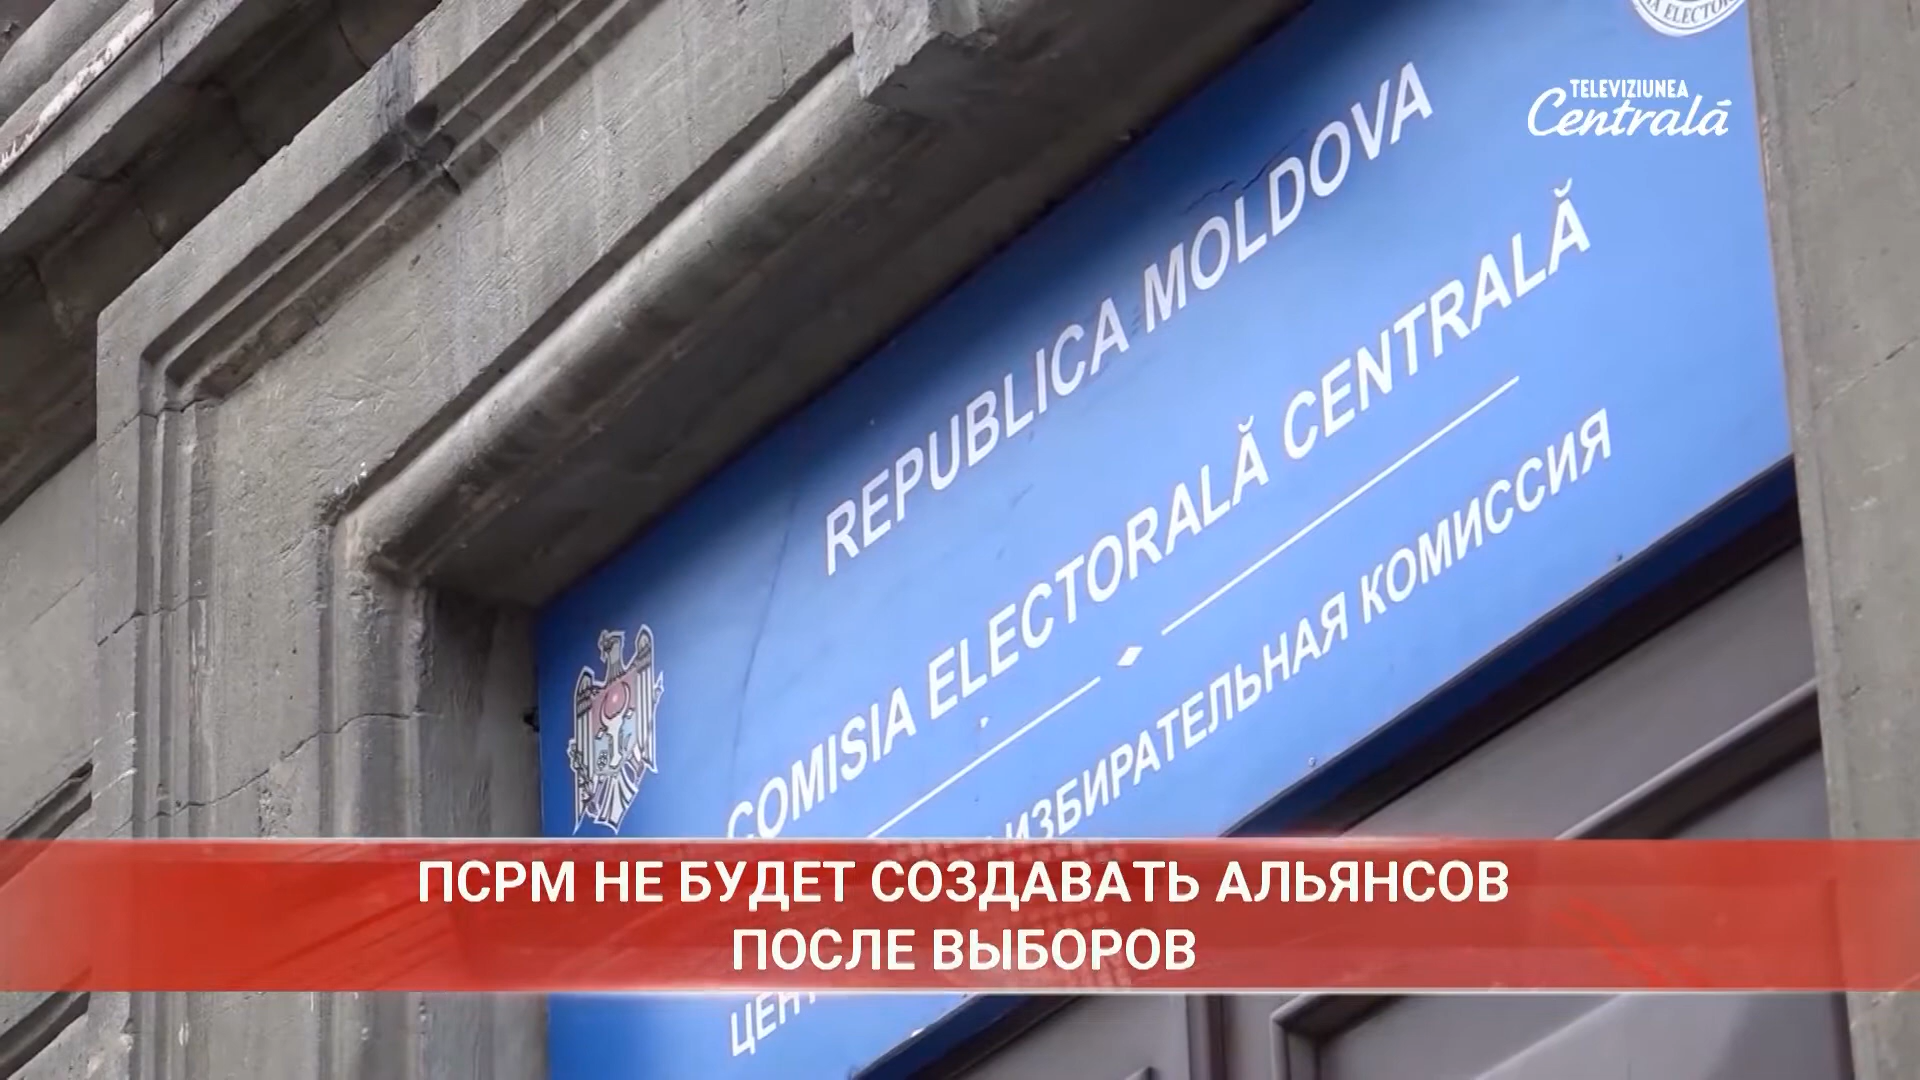 TELEVIZIUNEA
Centrală
REPUBLICA MOLDOVA
COMISIA ELECTORALĂ CENTRALĂ
ИЗБИРАТЕЛЬНАЯ КОМИССИЯ
ПСРМ НЕ БУДЕТ СОЗДАВАТЬ АЛЬЯНСОВ
ПОСЛЕ ВЫБОРОВ